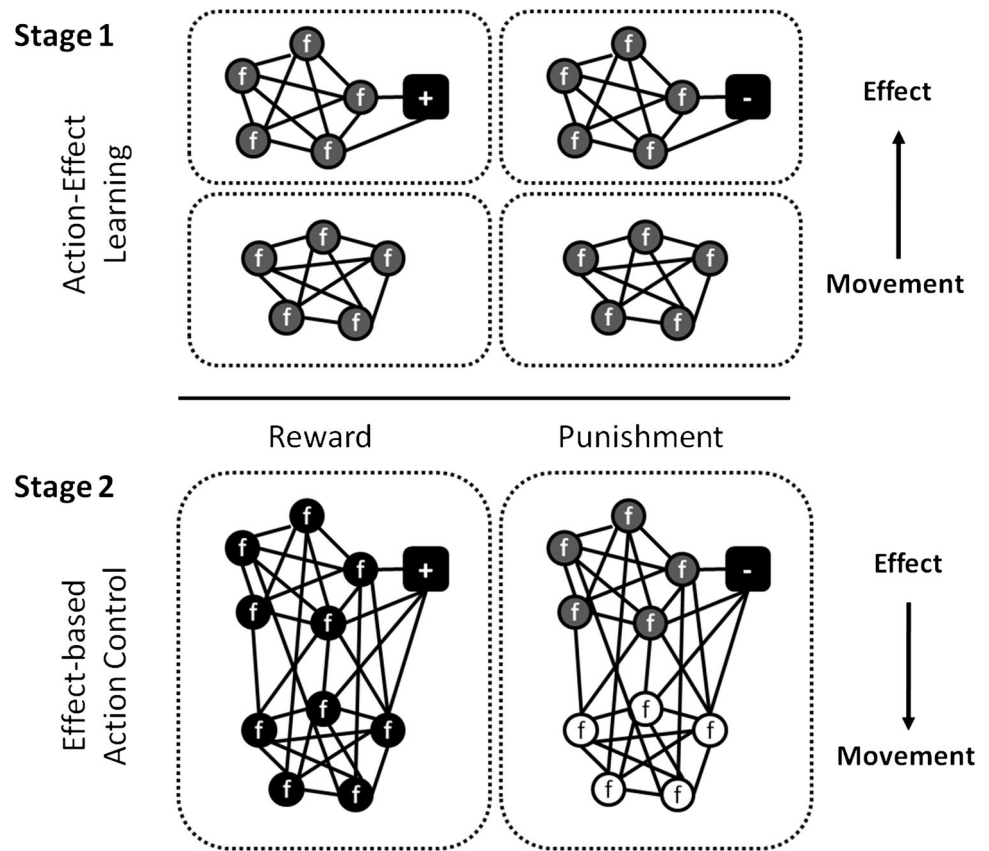 Stage 1
Action-Effect
Learning
f
f
f
f
f
+
f
f
f
f
f
-
Effect
f
f
f
f
f
f
f
f
f
f
Movement
Reward
Punishment
Stage 2
Effect-based
Action Control
f
f
f
f
f
+
f
f
f
f
f
f
f
f
f
f
-
f
f
f
f
f
Effect
Movement